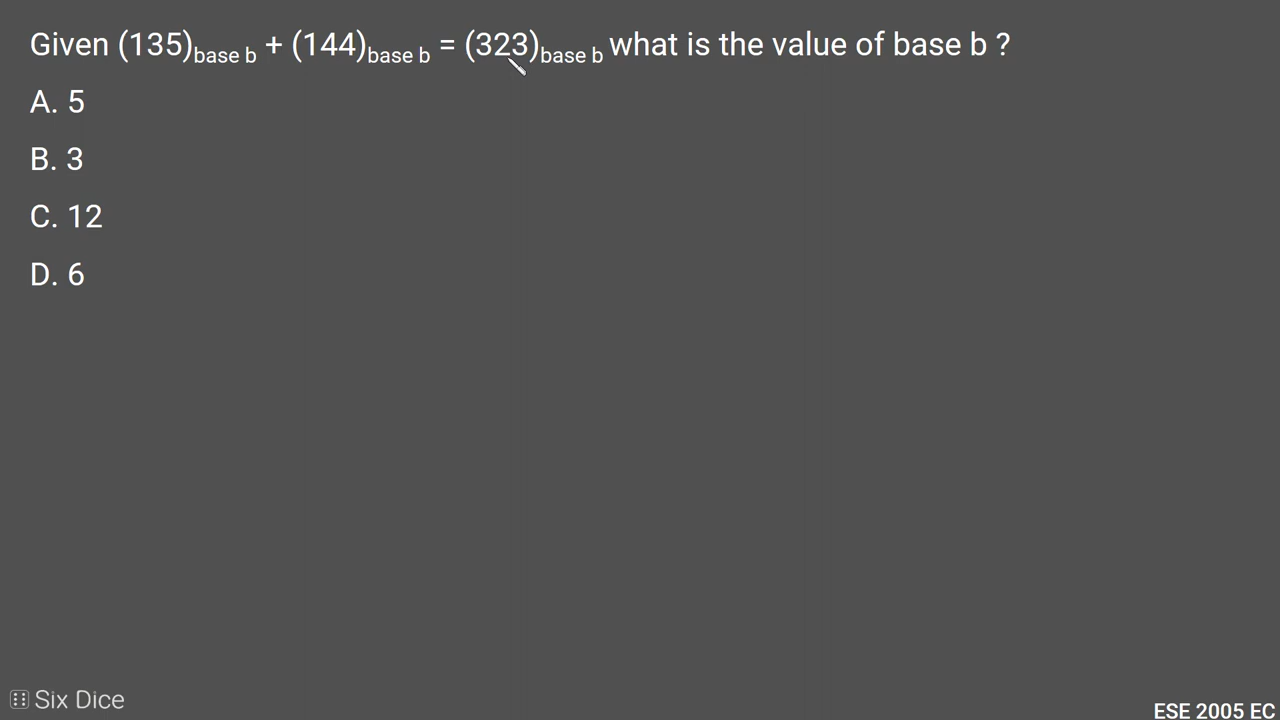 Given (135)base b + (144)base b = (323)base b what is the value of base b ?
A. 5
B. 3
C. 12
D. 6
Six Dice
ESE 2005 EC